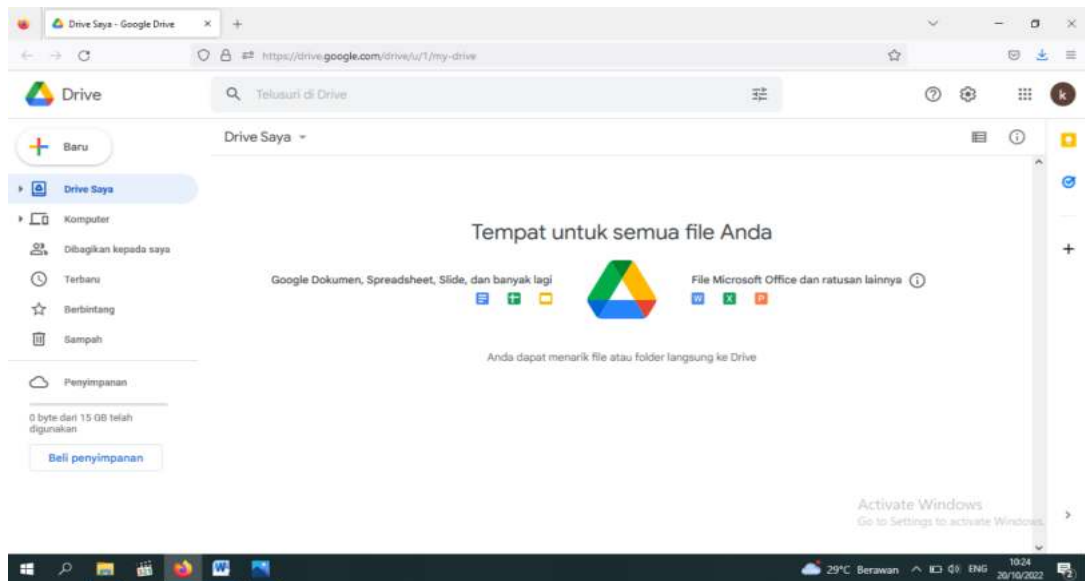 Drive Saya - Google Drive
https://drive.google.com/drive/u/1/my-drive
Drive
Telusuri di Drive
k
Baru
Drive Saya
Drive Saya
Komputer
Dibagikan kepada saya
Terbaru
Berbintang
Sampah
Penyimpanan
0 byte dari 15 GB telah
digunakan
Beli penyimpanan
Tempat untuk semua file Anda
Google Dokumen, Spreadsheet, Slide, dan banyak lagi
File Microsoft Office dan ratusan lainnya
W X P
Anda dapat menarik file atau folder langsung ke Drive
Activate Windows
Go to Settings to activate Windows.
29°C Berawan
ENG
10:24
20/10/2022